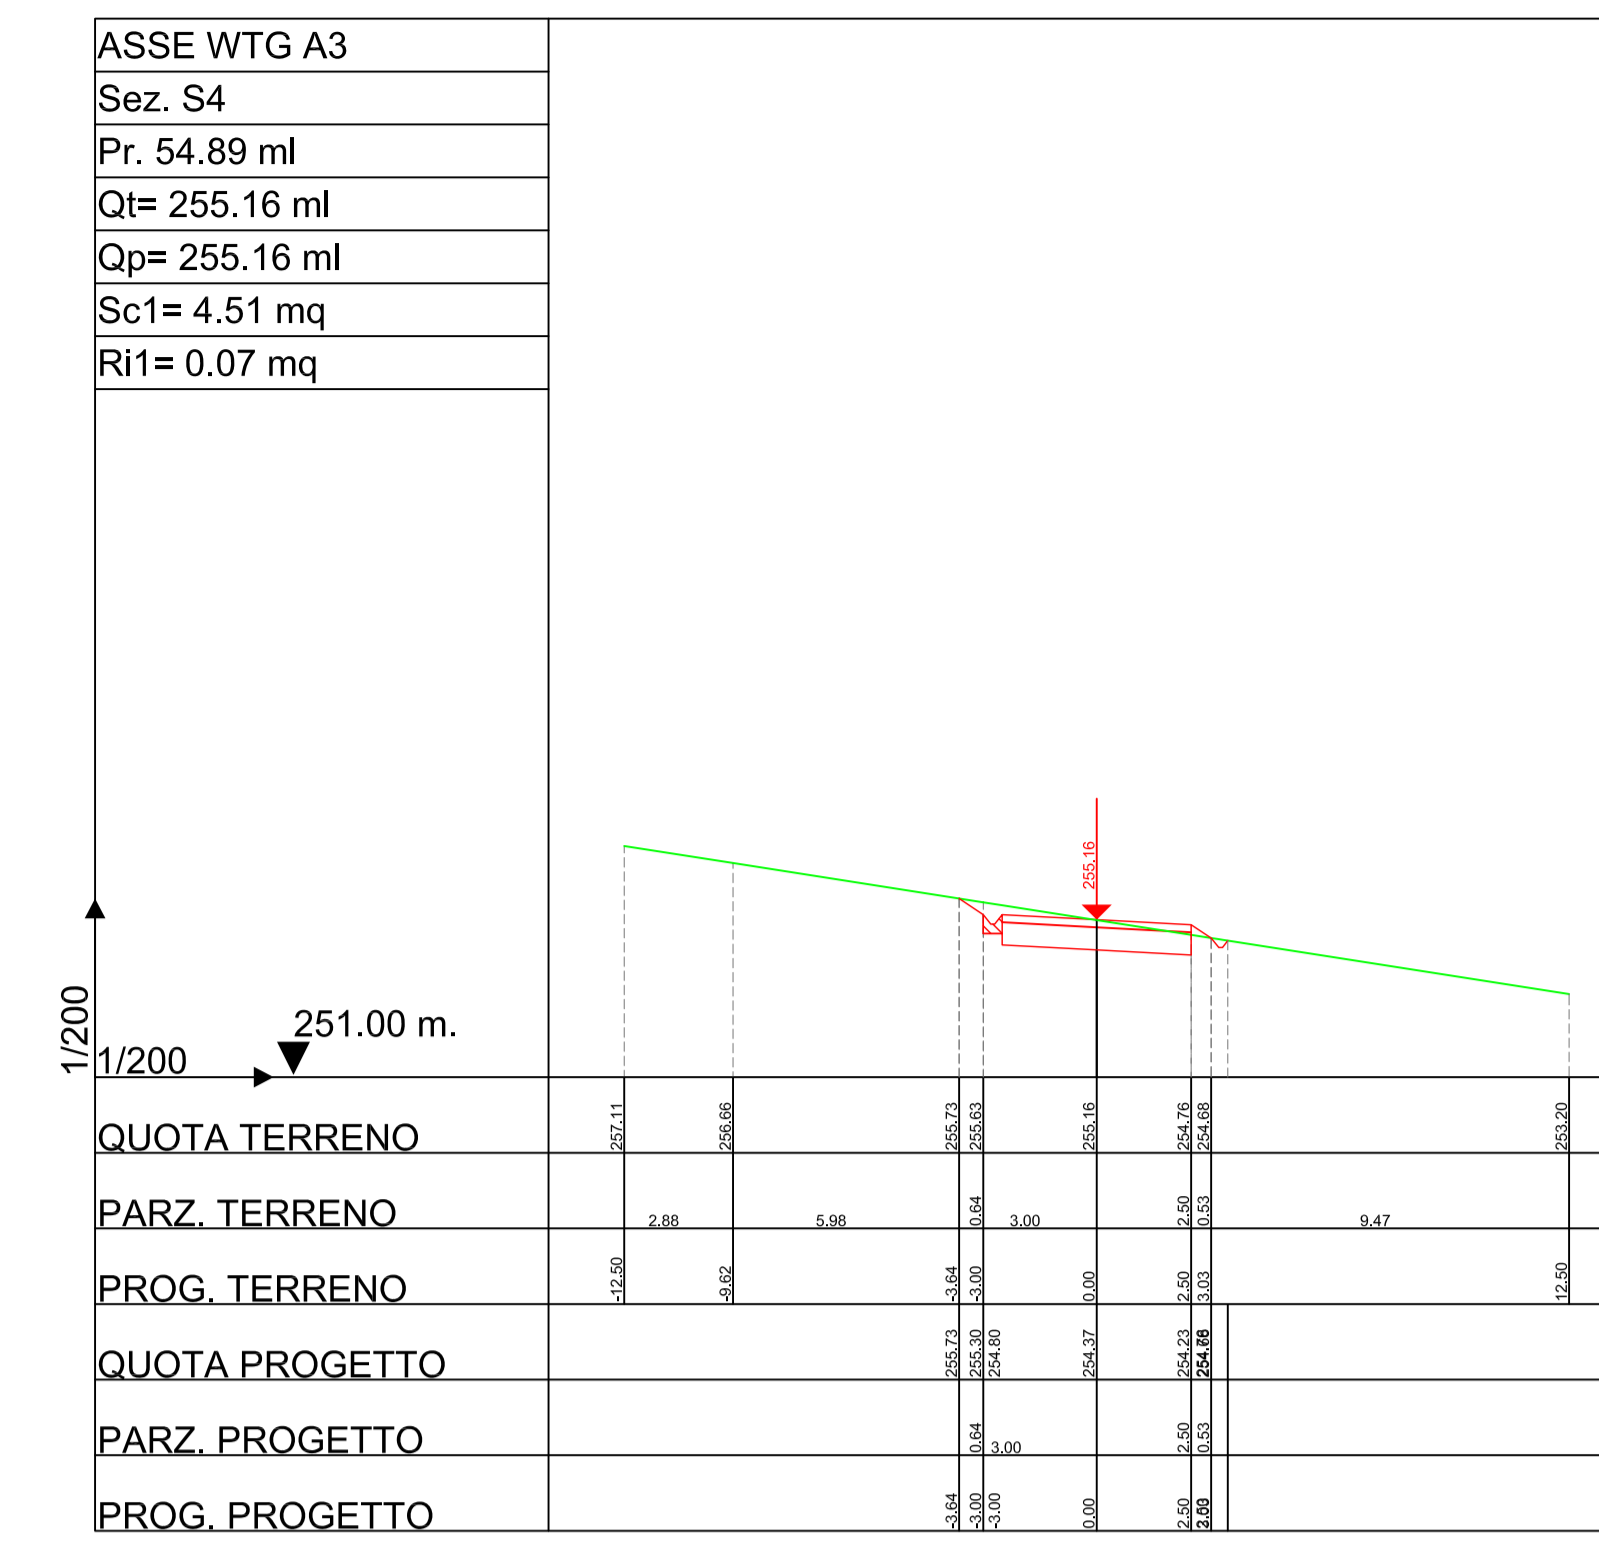 ASSE WTG A3
Sez. S4
Pr. 54.89 ml
Qt= 255.16 ml
Qp= 255.16 ml
Sc1= 4.51 mq
Ri1= 0.07 mq
255.16
1/200
251.00 m.
1/200
QUOTA TERRENO 257.11 256.66 255.73 255.63 255.16 254.76 254.68 253.20
PARZ. TERRENO 2.88 5.98 0.64 3.00 2.50 0.53 9.47
PROG. TERRENO -12.50 -9.62 -3.64 -3.00 0.00 2.50 3.03 12.50
QUOTA PROGETTO 255.73 255.30 254.80 254.37 254.23
PARZ. PROGETTO 0.64 3.00 2.50 0.53
PROG. PROGETTO -3.64 -3.00 -3.00 0.00 2.50